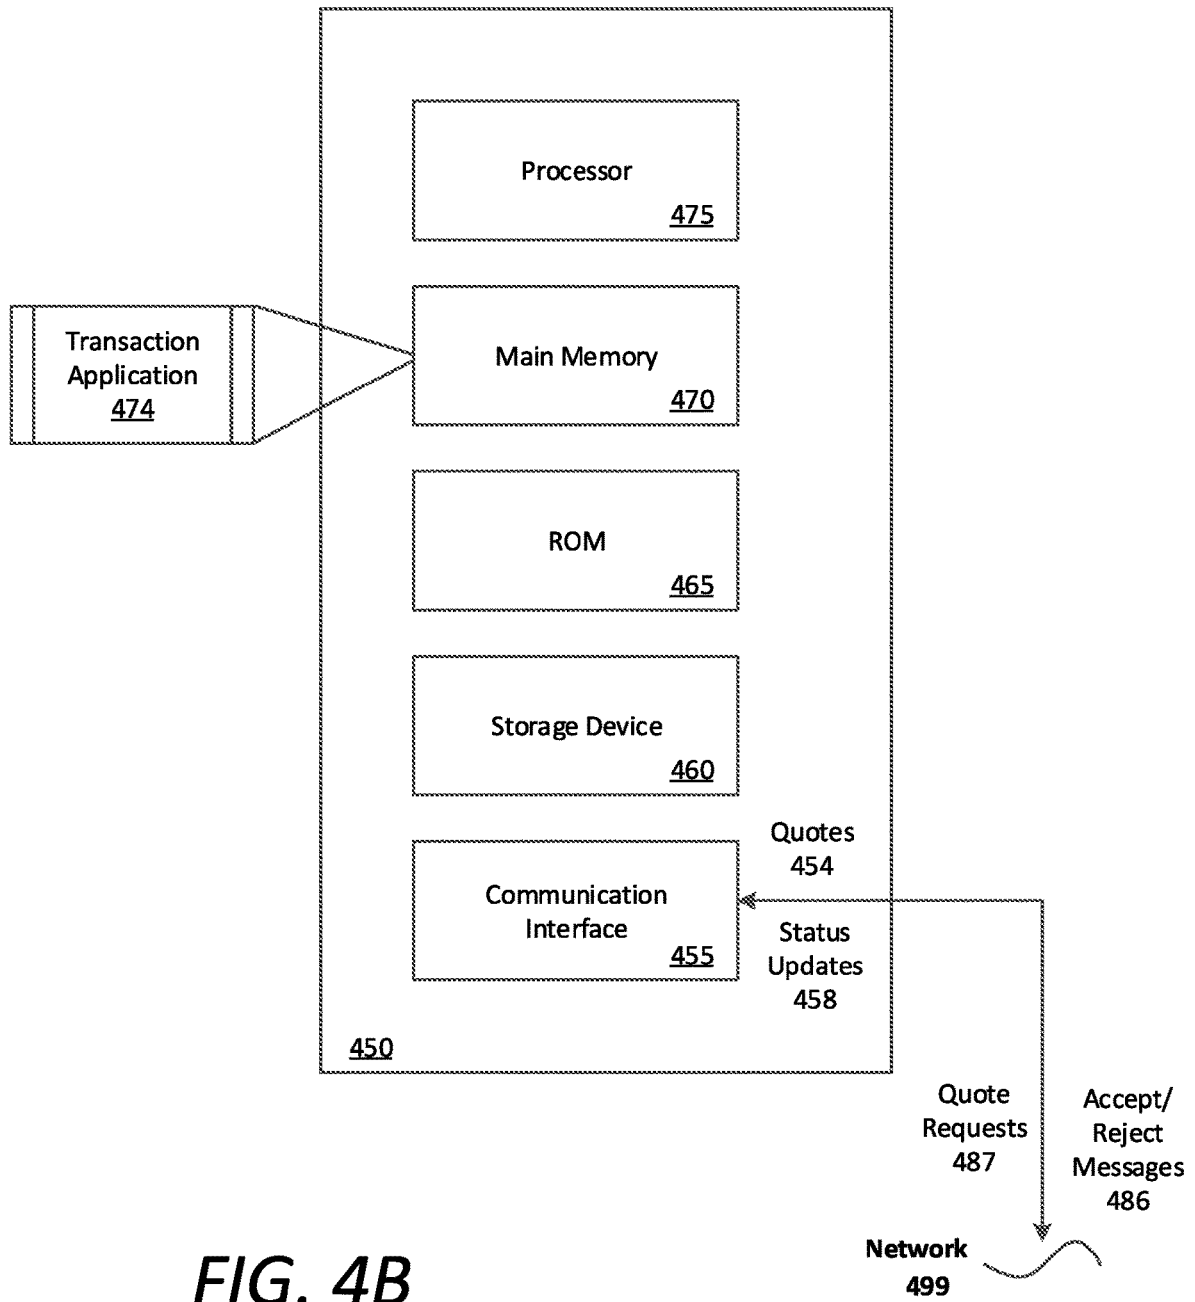 Processor
475
Transaction
Application
474
Main Memory
470
ROM
465
Storage Device
460
Quotes
454
Communication
Interface
455
Status
Updates
458
450
Quote
Requests
487
Accept/
Reject
Messages
486
Network
499
FIG. 4B